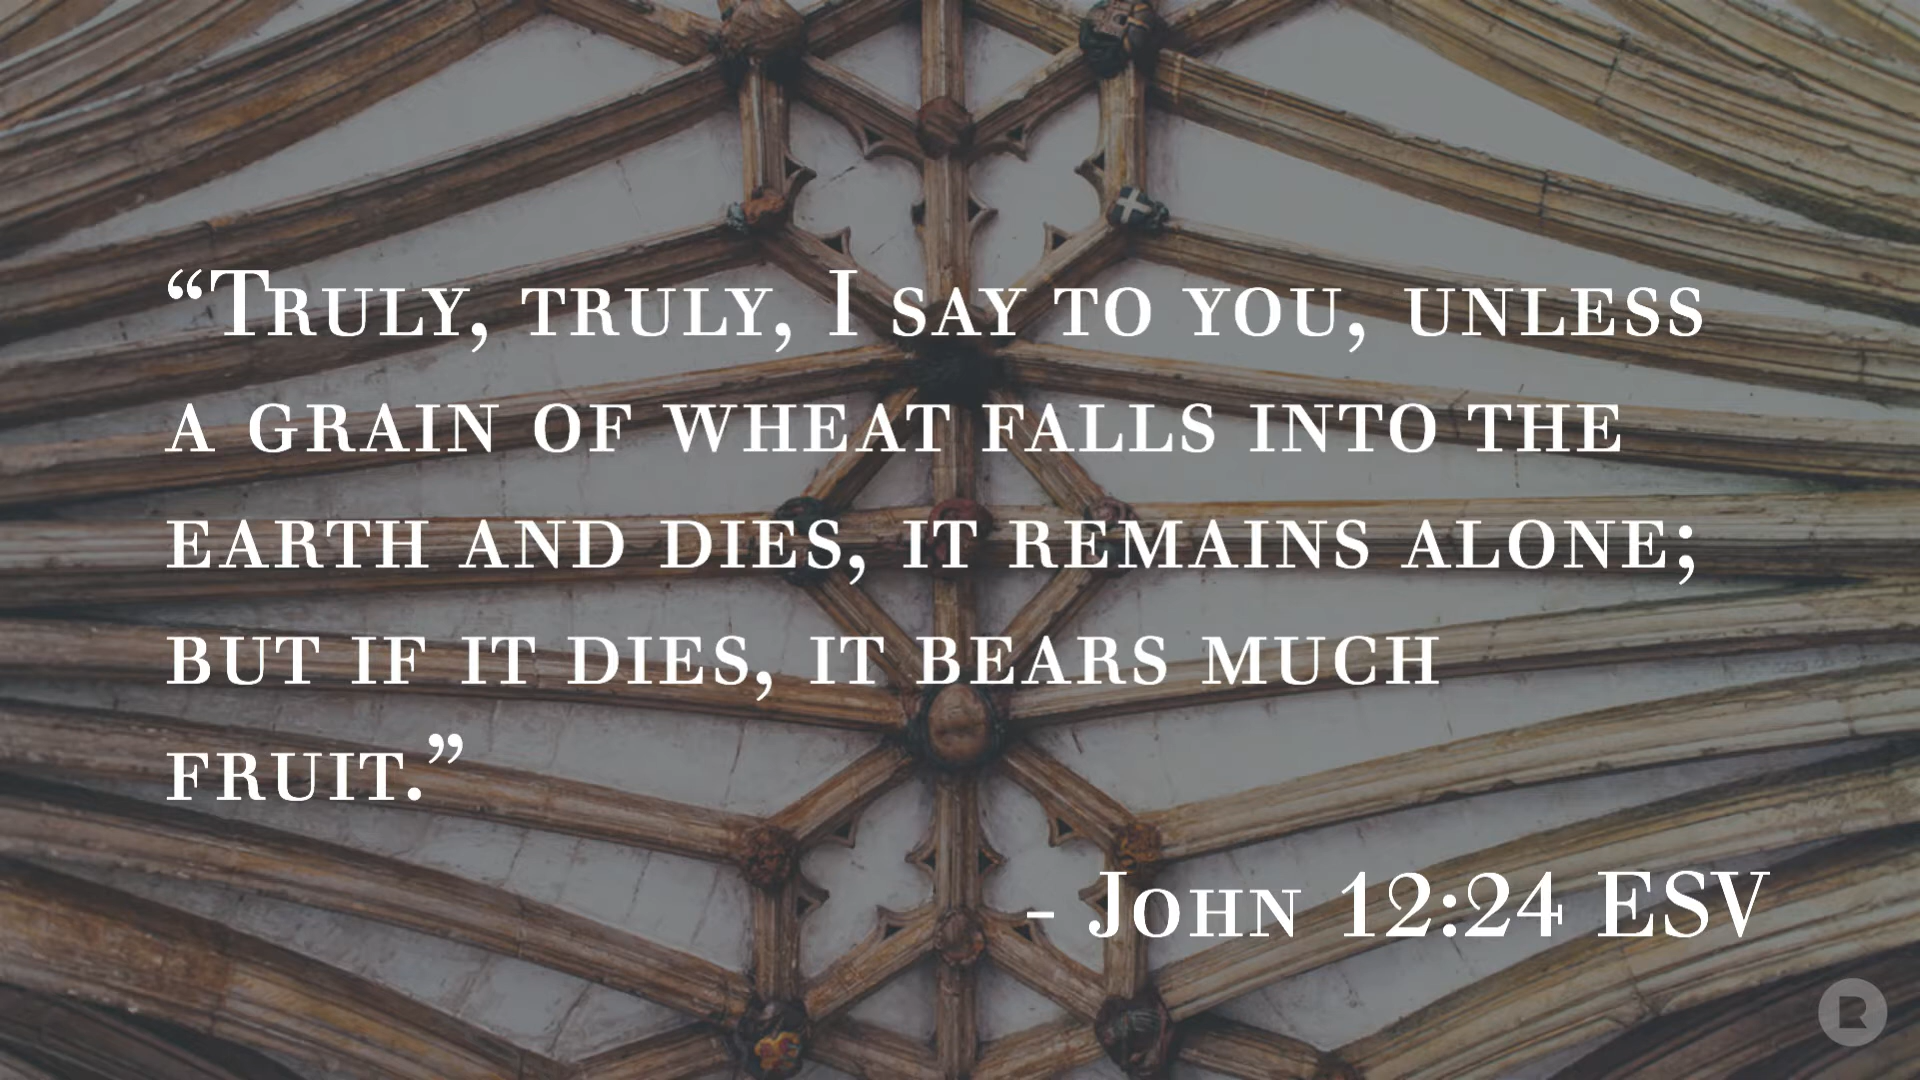 “Truly, truly, I say to you, unless
a grain of wheat falls into the
earth and dies, it remains alone;
but if it dies, it bears much
fruit.”
- John 12:24 ESV
R